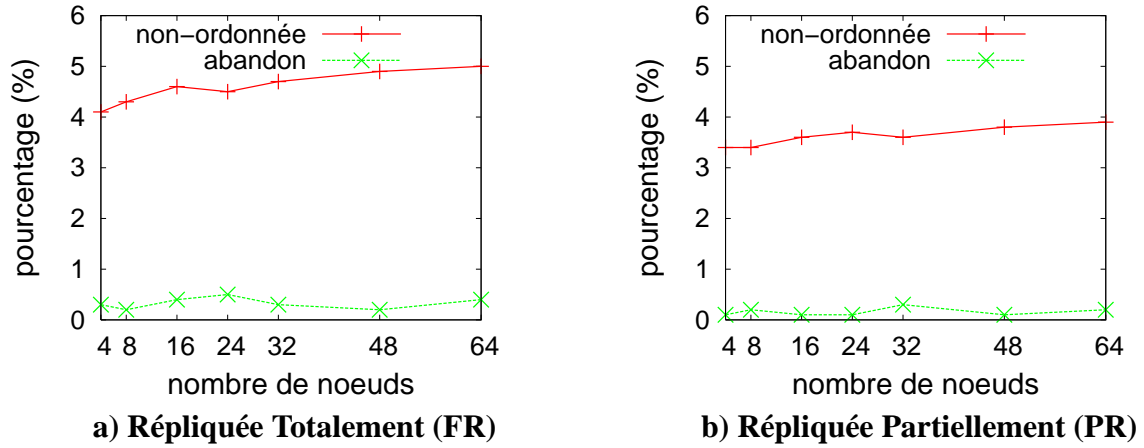 pourcentage (%)
6
5
4
3
2
1
0
non-ordonnée
abandon
4 8 16 24 32 48 64
nombre de noeuds
a) Répliquée Totalement (FR)
pourcentage (%)
6
5
4
3
2
1
0
non-ordonnée
abandon
4 8 16 24 32 48 64
nombre de noeuds
b) Répliquée Partiellement (PR)